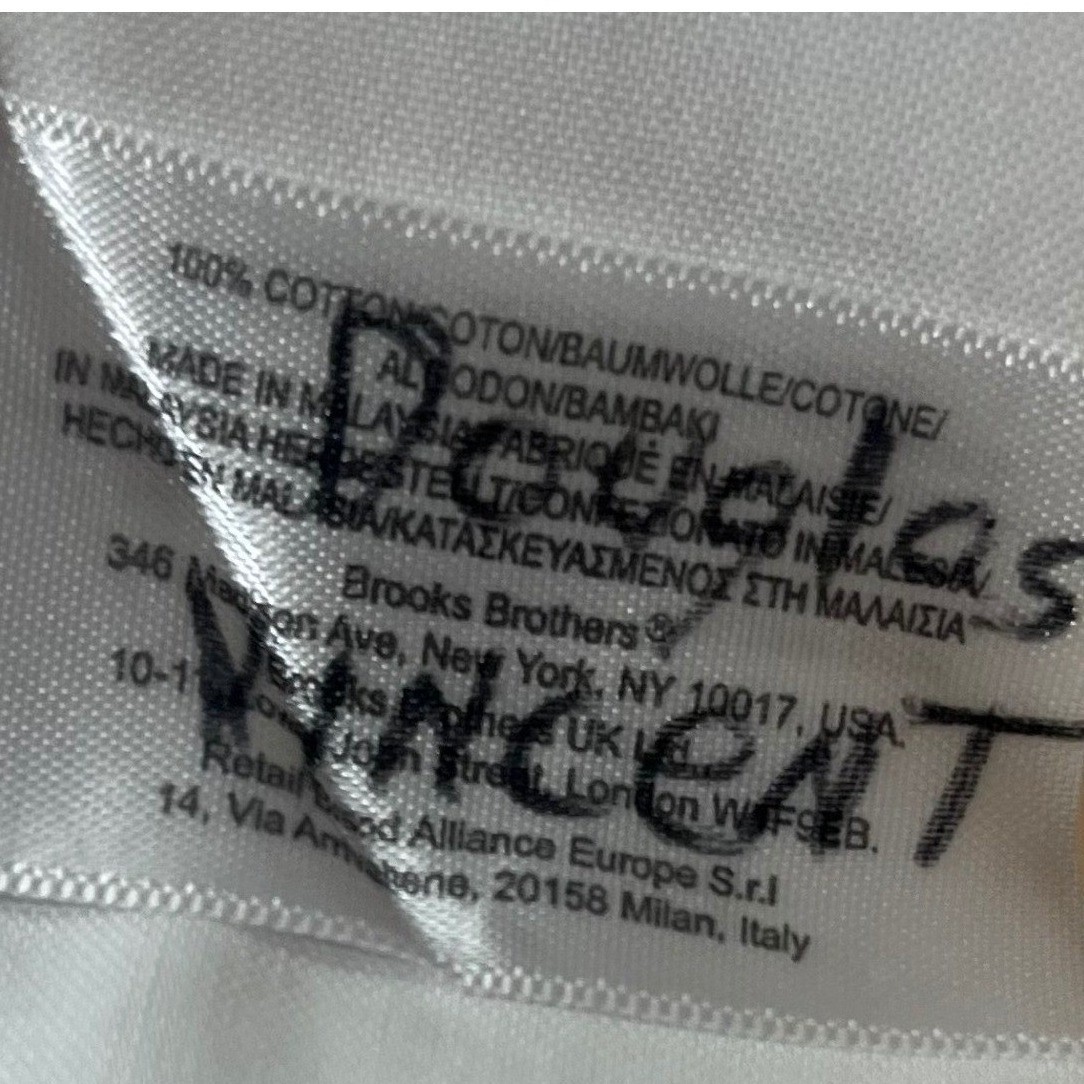 100% COTTON/COTON/BAUMWOLLE/COTONE/
ALGODON/BAMBAKI
MADE IN MALAYSIA/FABRIQUÉ EN MALAISIE/
IN MALAYSIA HERGESTELLT/CONFEZIONATO IN MALESIA/
HECHO EN MALASIA/ΚΑΤΑΣΚΕΥΑΣΜΕΝΟΣ ΣΤΗ ΜΑΛΑΙΣΙΑ
Brooks Brothers®
346 Madison Ave, New York, NY 10017, USA.
Brooks Brothers UK Ltd.
John Street, London
Retail Brand Alliance Europe S.r.l
14, Via 20158 Milan, Italy
Douglas
VINCENT